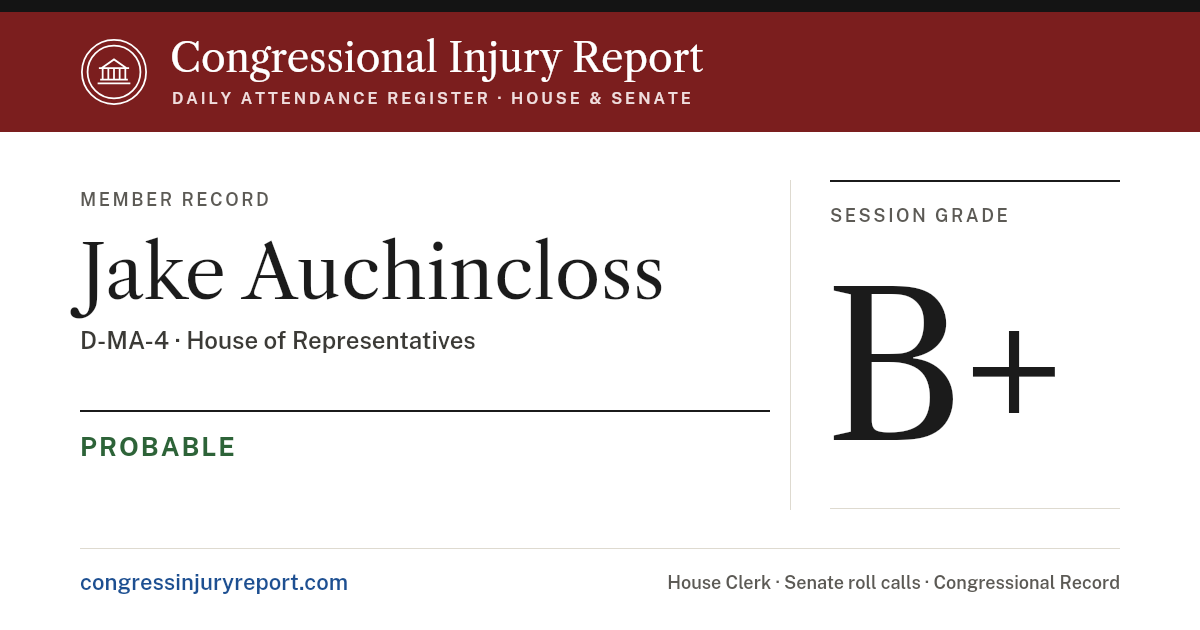 Congressional Injury Report
DAILY ATTENDANCE REGISTER · HOUSE & SENATE
MEMBER RECORD
Jake Auchincloss
D-MA-4 · House of Representatives
PROBABLE
SESSION GRADE
B+
congressinjuryreport.com
House Clerk · Senate roll calls · Congressional Record